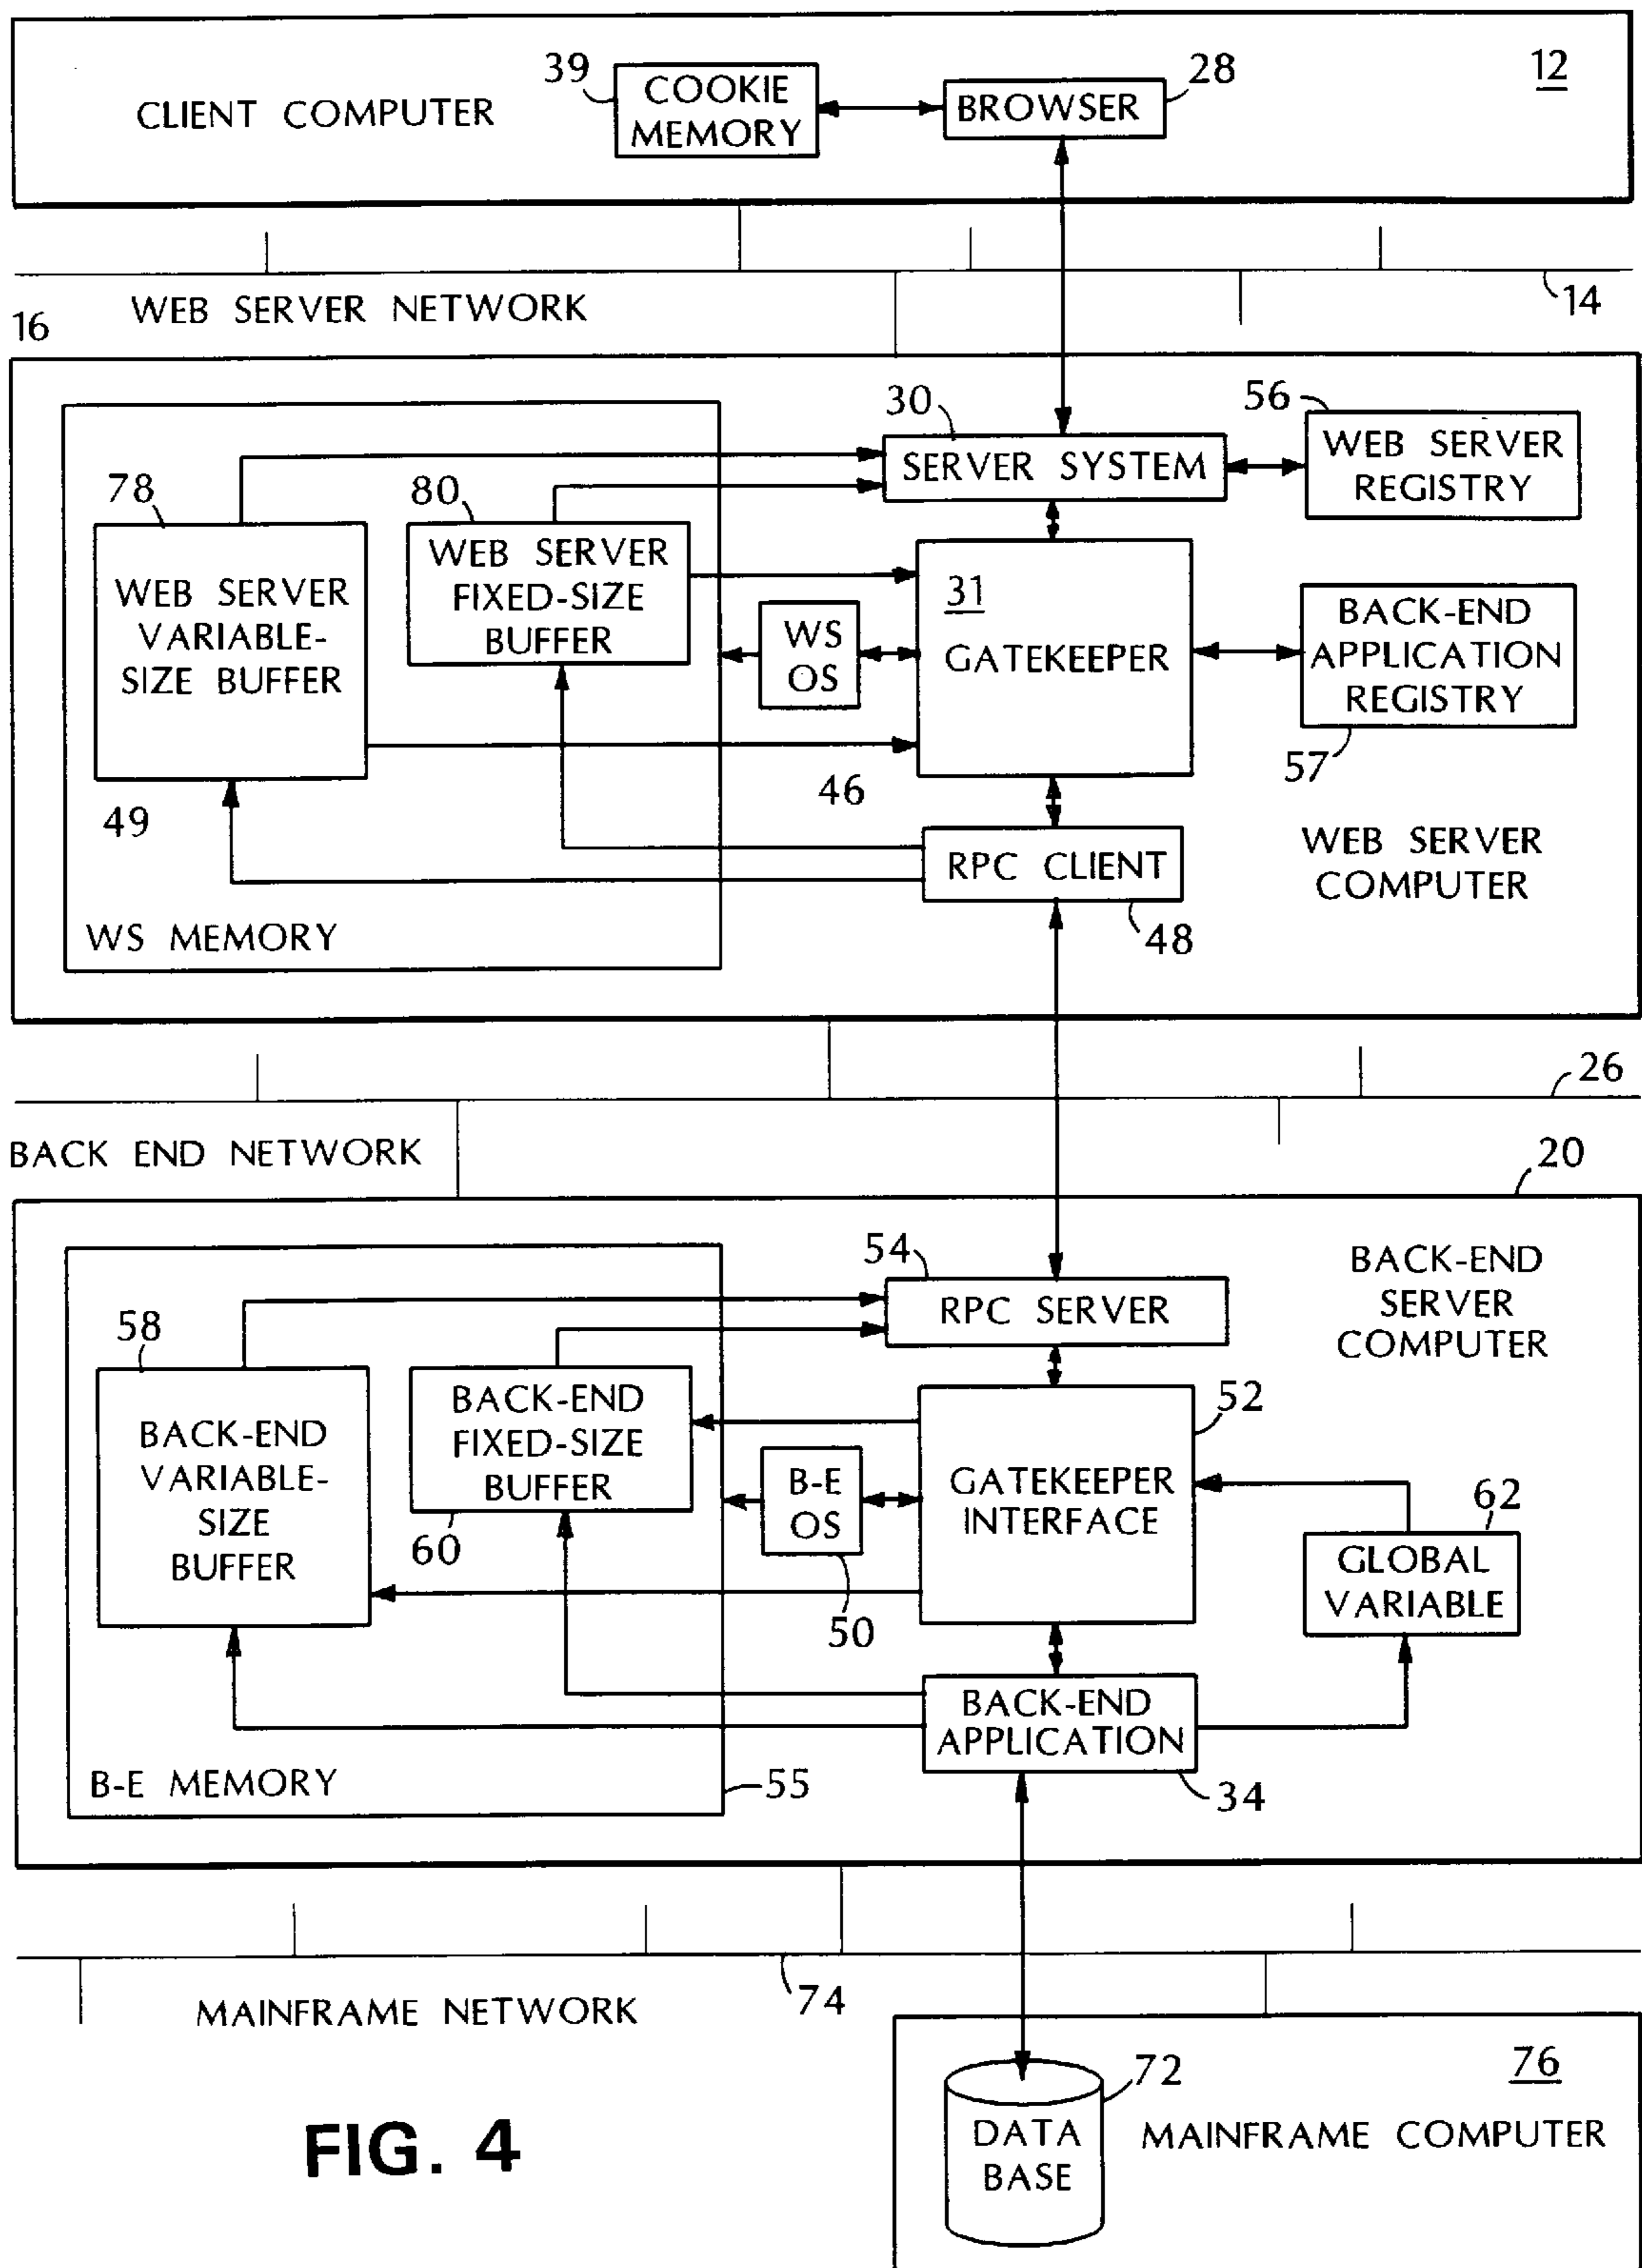 12
39
28
COOKIE
MEMORY
BROWSER
CLIENT COMPUTER
14
WEB SERVER NETWORK
16
30
56
SERVER SYSTEM
WEB SERVER
REGISTRY
78
80
WEB SERVER
VARIABLE-
SIZE BUFFER
WEB SERVER
FIXED-SIZE
BUFFER
WS
OS
31
GATEKEEPER
BACK-END
APPLICATION
REGISTRY
57
46
49
RPC CLIENT
WEB SERVER
COMPUTER
WS MEMORY
48
26
BACK END NETWORK
20
54
RPC SERVER
BACK-END
SERVER
COMPUTER
58
52
BACK-END
VARIABLE-
SIZE
BUFFER
BACK-END
FIXED-SIZE
BUFFER
60
B-E
OS
50
GATEKEEPER
INTERFACE
62
GLOBAL
VARIABLE
BACK-END
APPLICATION
B-E MEMORY
55
34
74
MAINFRAME NETWORK
72
76
DATA
BASE
MAINFRAME COMPUTER
FIG. 4